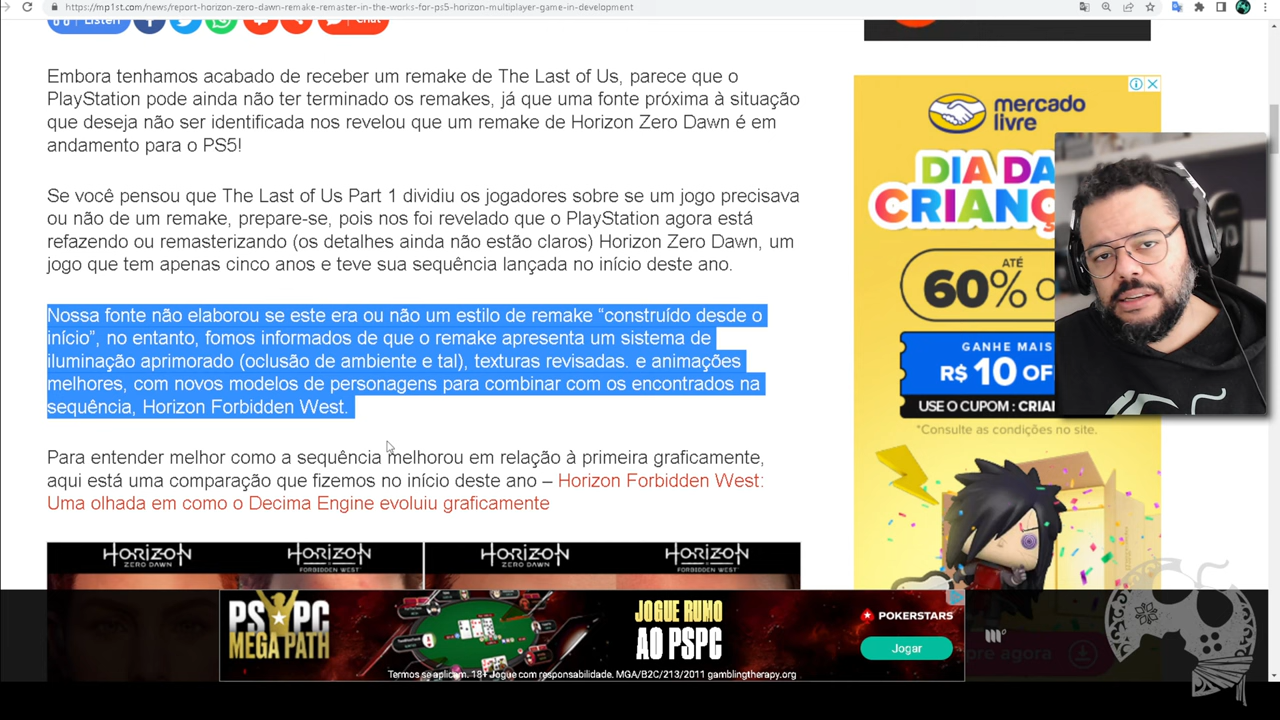 https://mp1st.com/news/report-horizon-zero-dawn-remake-remaster-in-the-works-for-ps5-horizon-multiplayer-game-in-development
Listen
Chat
Embora tenhamos acabado de receber um remake de The Last of Us, parece que o
PlayStation pode ainda não ter terminado os remakes, já que uma fonte próxima à situação
que deseja não ser identificada nos revelou que um remake de Horizon Zero Dawn é em
andamento para o PS5!
Se você pensou que The Last of Us Part 1 dividiu os jogadores sobre se um jogo precisava
ou não de um remake, prepare-se, pois nos foi revelado que o PlayStation agora está
refazendo ou remasterizando (os detalhes ainda não estão claros) Horizon Zero Dawn, um
jogo que tem apenas cinco anos e teve sua sequência lançada no início deste ano.
Nossa fonte não elaborou se este era ou não um estilo de remake “construído desde o
início”, no entanto, fomos informados de que o remake apresenta um sistema de
iluminação aprimorado (oclusão de ambiente e tal), texturas revisadas. e animações
melhores, com novos modelos de personagens para combinar com os encontrados na
sequência, Horizon Forbidden West.
Para entender melhor como a sequência melhorou em relação à primeira graficamente,
aqui está uma comparação que fizemos no início deste ano – Horizon Forbidden West:
Uma olhada em como o Decima Engine evoluiu graficamente
HORIZON ZERO DAWN
HORIZON FORBIDDEN WEST
HORIZON ZERO DAWN
HORIZON FORBIDDEN WEST
mercado
livre
DIA DA
CRIANÇ
ATÉ
60% O
GANHE MAIS
R$ 10 OF
USE O CUPOM: CRIA
*Consulte as condições no site.
pre agora
PS PC
MEGA PATH
JOGUE RUMO
AO PSPC
POKERSTARS
Jogar
Termos se aplicam. 18+ Jogue com responsabilidade. MGA/B2C/213/2011 gamblingtherapy.org